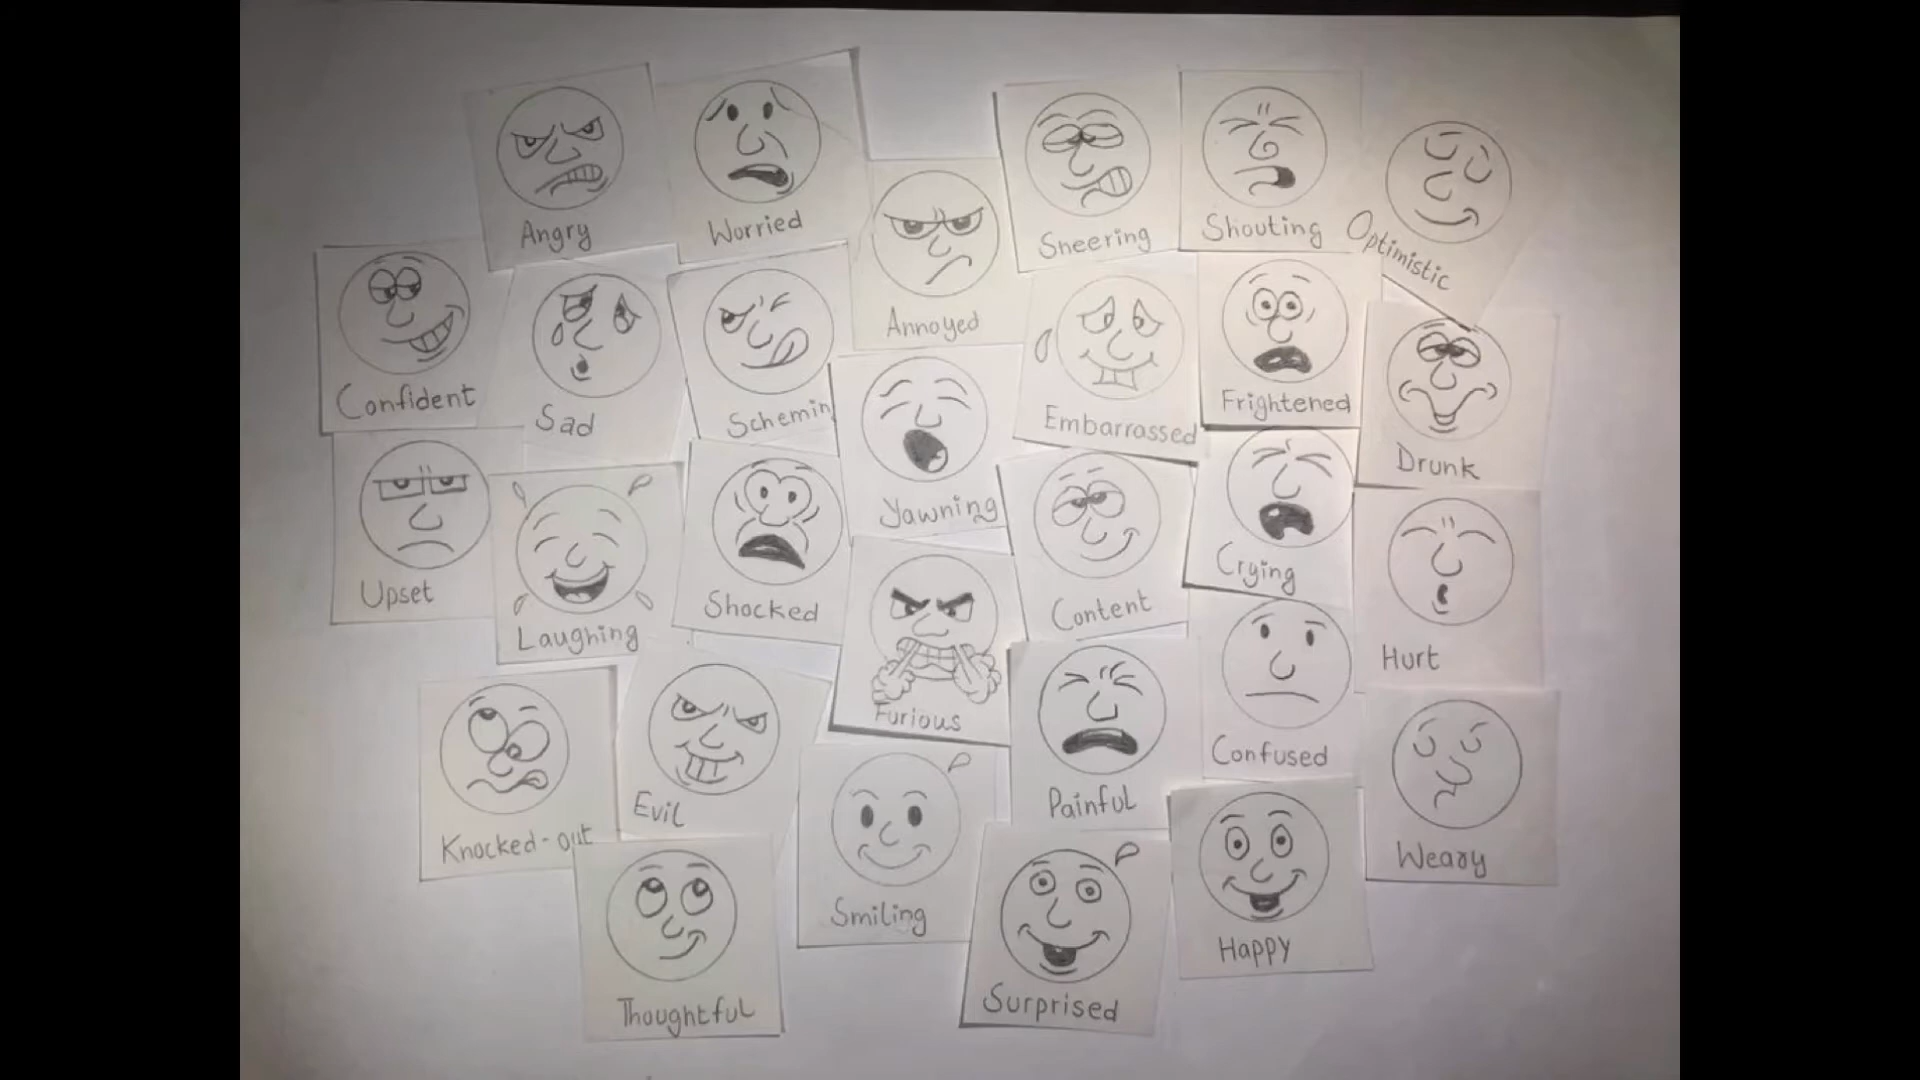 Angry
Worried
Annoyed
Sneering
Shouting
Optimistic
Confident
Sad
Schemin
Yawning
Embarrassed
Frightened
Drunk
Upset
Laughing
Shocked
Furious
Content
Crying
Hurt
Knocked-out
Evil
Smiling
Painful
Confused
Weary
Thoughtful
Surprised
Happy